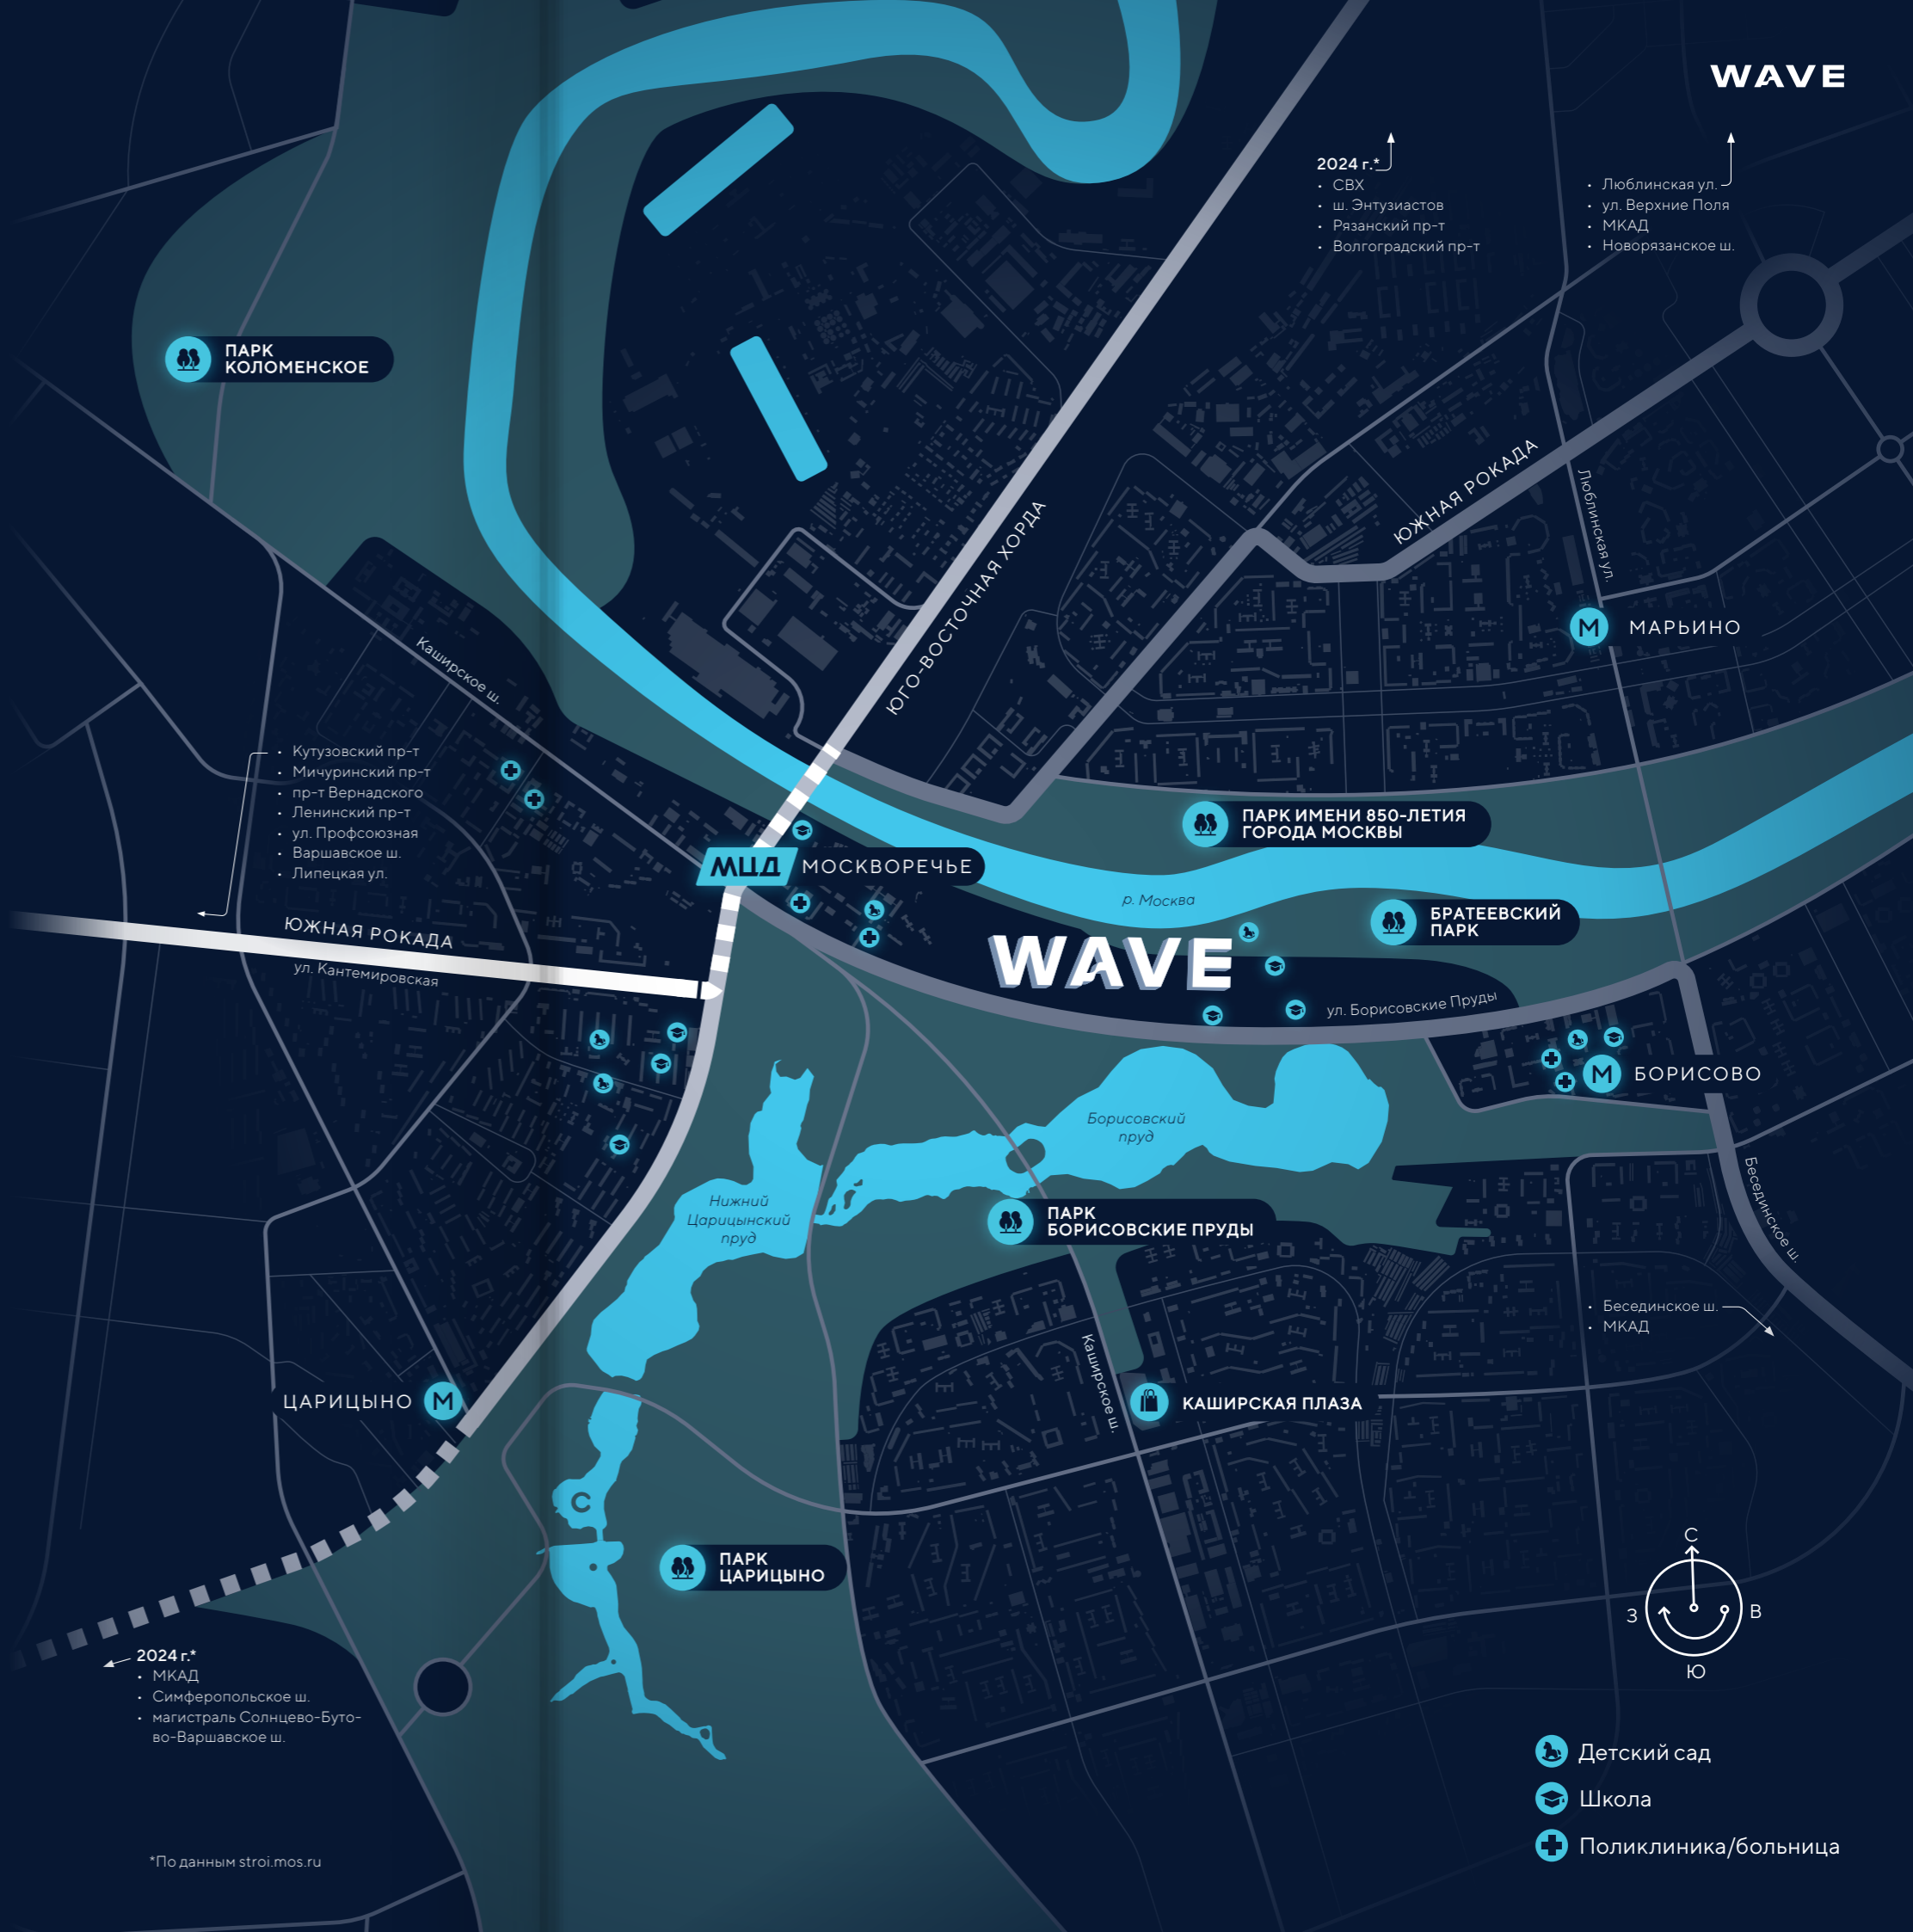 WAVE
2024 г.*
• СВХ
• ш. Энтузиастов
Рязанский пр-т
• Волгоградский пр-т
• Люблинская ул.
• ул. Верхние Поля
• МКАД
• Новорязанское ш.
ПАРК
КОЛОМЕНСКОЕ
ЮГО-ВОСТОЧНАЯ ХОРДА
ЮЖНАЯ РОКАДА
Люблинская ул.
М
МАРЬИНО
Каширское ш.
• Кутузовский пр-т
• Мичуринский пр-т
• пр-т Вернадского
• Ленинский пр-т
• ул. Профсоюзная
• Варшавское ш.
• Липецкая ул.
ПАРК ИМЕНИ 850-ЛЕТИЯ
ГОРОДА МОСКВЫ
МЦД
МОСКВОРЕЧЬЕ
р. Москва
БРАТЕЕВСКИЙ
ПАРК
ЮЖНАЯ РОКАДА
ул. Кантемировская
WAVE
ул. Борисовские Пруды
М
БОРИСОВО
Борисовский
пруд
Нижний
Царицынский
пруд
ПАРК
БОРИСОВСКИЕ ПРУДЫ
Бесединское ш.
• Бесединское ш.
• МКАД
Каширское ш.
КАШИРСКАЯ ПЛАЗА
ЦАРИЦЫНО
М
ПАРК
ЦАРИЦЫНО
С
З
В
Ю
2024 г.*
• МКАД
• Симферопольское ш.
• магистраль Солнцево-Буто-
во-Варшавское ш.
Детский сад
Школа
Поликлиника/больница
*По данным stroi.mos.ru